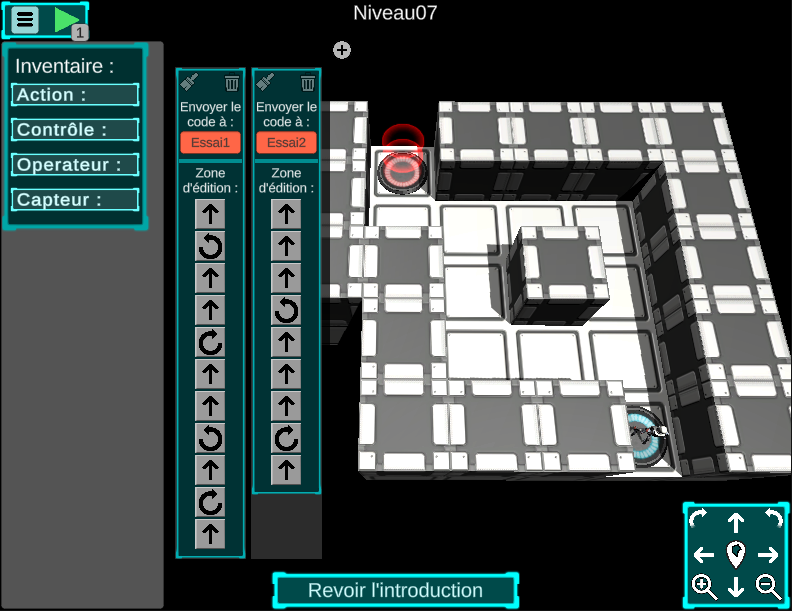 Niveau07
1
Inventaire :
Action :
Contrôle :
Operateur :
Capteur :
Envoyer le
code à :
Essai1
Zone
d'édition :
Envoyer le
code à :
Essai2
Zone
d'édition :
Revoir l'introduction